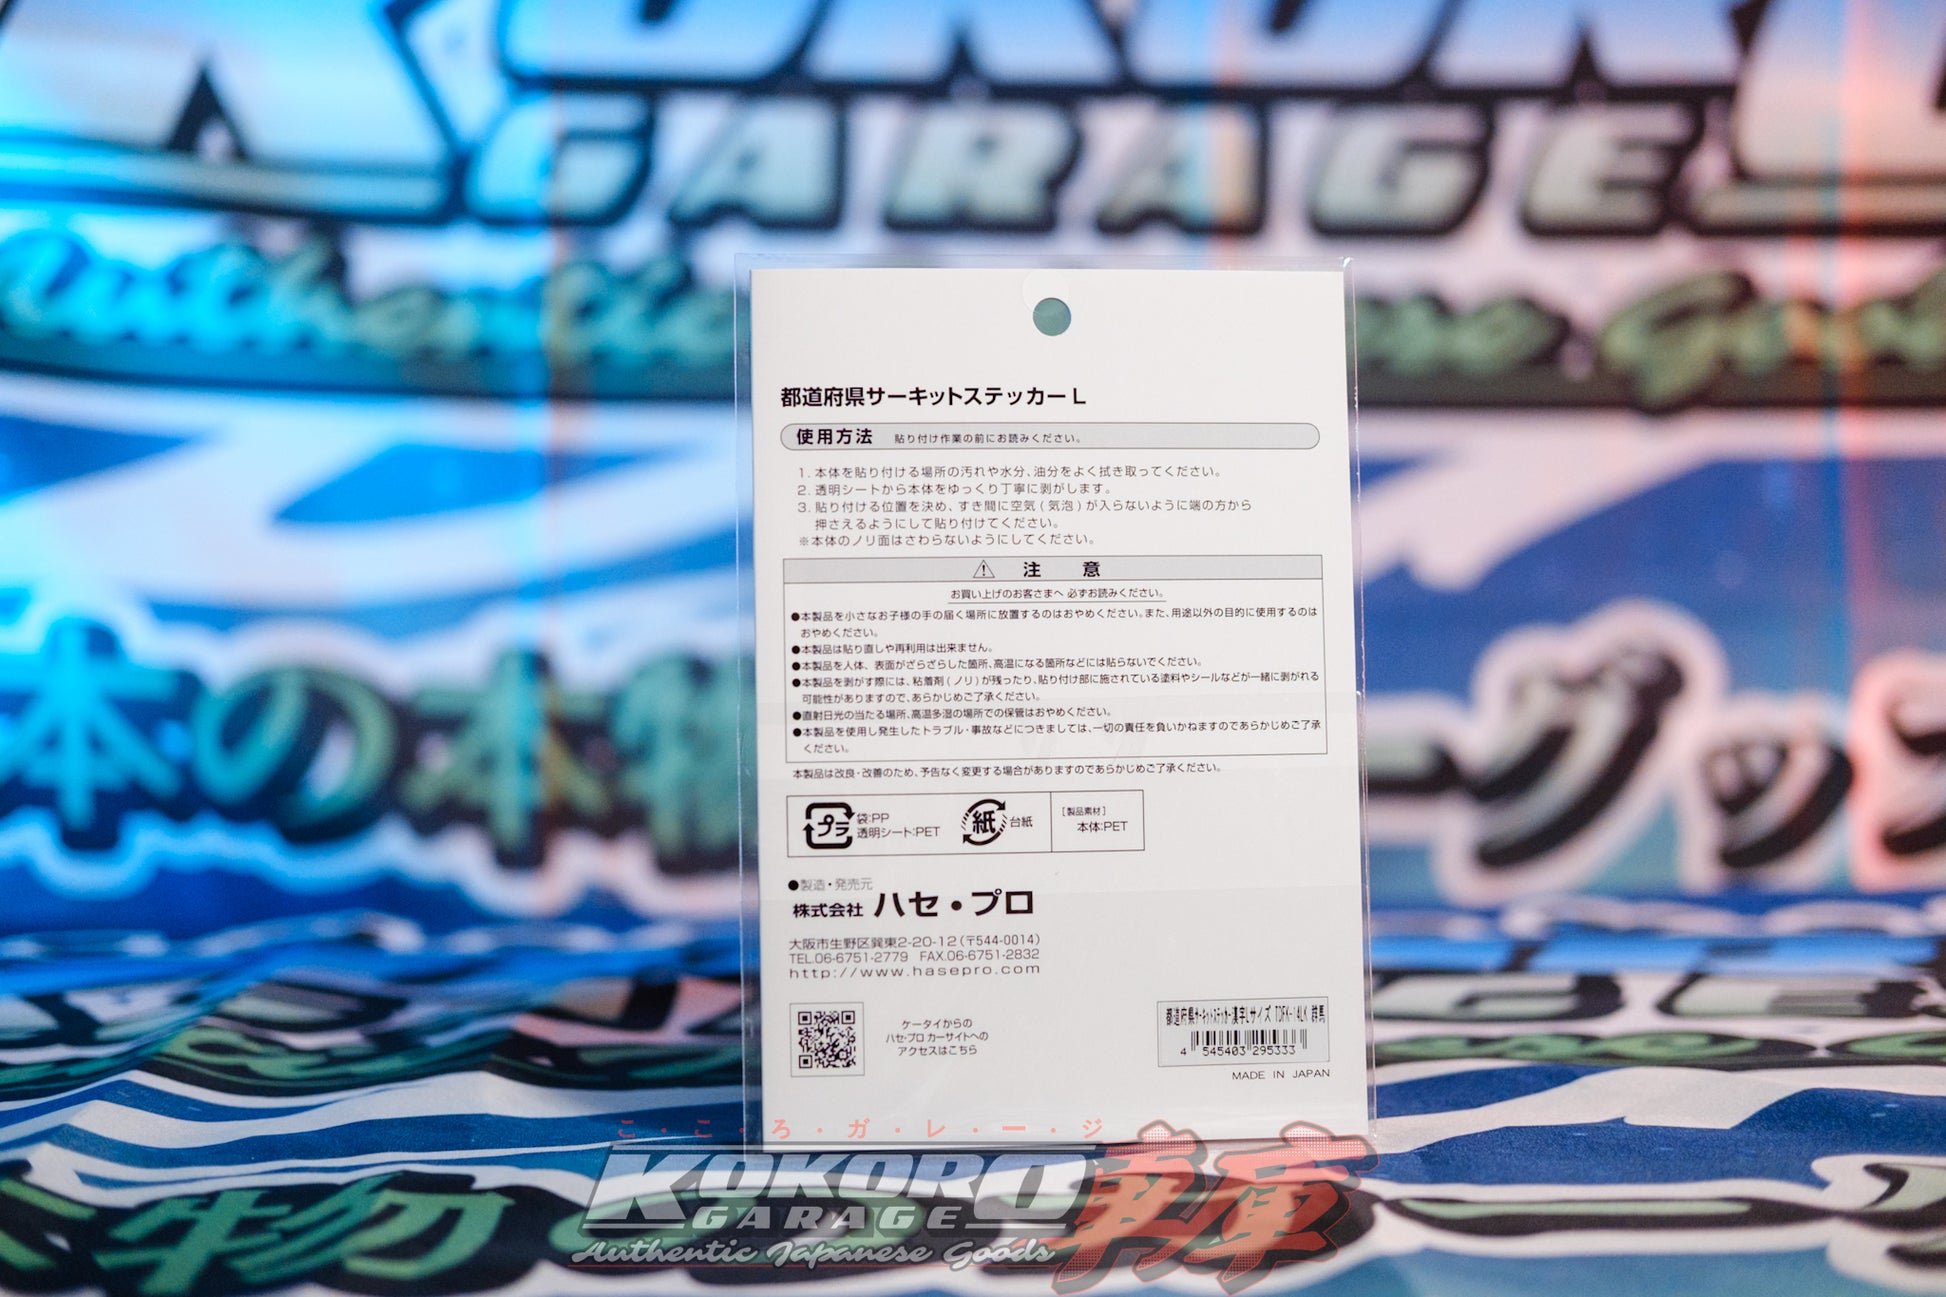 GARAGE
都道府県サーキットステッカー L
使用方法 貼り付け作業の前にお読みください。
1. 本体を貼り付ける場所の汚れや水分、油分をよく拭き取ってください。
2. 透明シートから本体をゆっくり丁寧に剥がします。
3. 貼り付ける位置を決め、すき間に空気(気泡)が入らないように端の方から
押さえるようにして貼り付けてください。
※本体のノリ面はさわらないようにしてください。
注 意
お買い上げのお客さまへ 必ずお読みください。
●本製品を小さなお子様の手の届く場所に放置するのはおやめください。また、用途以外の目的に使用するのは
おやめください。
●本製品は貼り直しや再利用は出来ません。
●本製品を人体、表面がざらざらした箇所、高温になる箇所などには貼らないでください。
●本製品を剥がす際には、粘着剤(ノリ)が残ったり、貼り付け部に施されている塗料やシールなどが一緒に剥がれる
可能性がありますので、あらかじめご了承ください。
●直射日光の当たる場所、高温多湿の場所での保管はおやめください。
●本製品を使用し発生したトラブル・事故などにつきましては、一切の責任を負いかねますのであらかじめご了承
ください。
本製品は改良・改善のため、予告なく変更する場合がありますのであらかじめご了承ください。
プラ 袋:PP
透明シート:PET
紙 台紙
[製品素材]
本体:PET
●製造・発売元
株式会社 ハセ・プロ
大阪市生野区巽東2-20-12(〒544-0014)
TEL.06-6751-2779 FAX.06-6751-2832
http://www.hasepro.com
ケータイからの
ハセ・プロ カーサイトへの
アクセスはこちら
都道府県サーキットステッカー漢字Lサイズ TDFK-14LK 群馬
4 545403 295333
MADE IN JAPAN
こ・こ・ろ・ガ・レ・ー・ジ
KOKORO 車庫
GARAGE
Authentic Japanese Goods